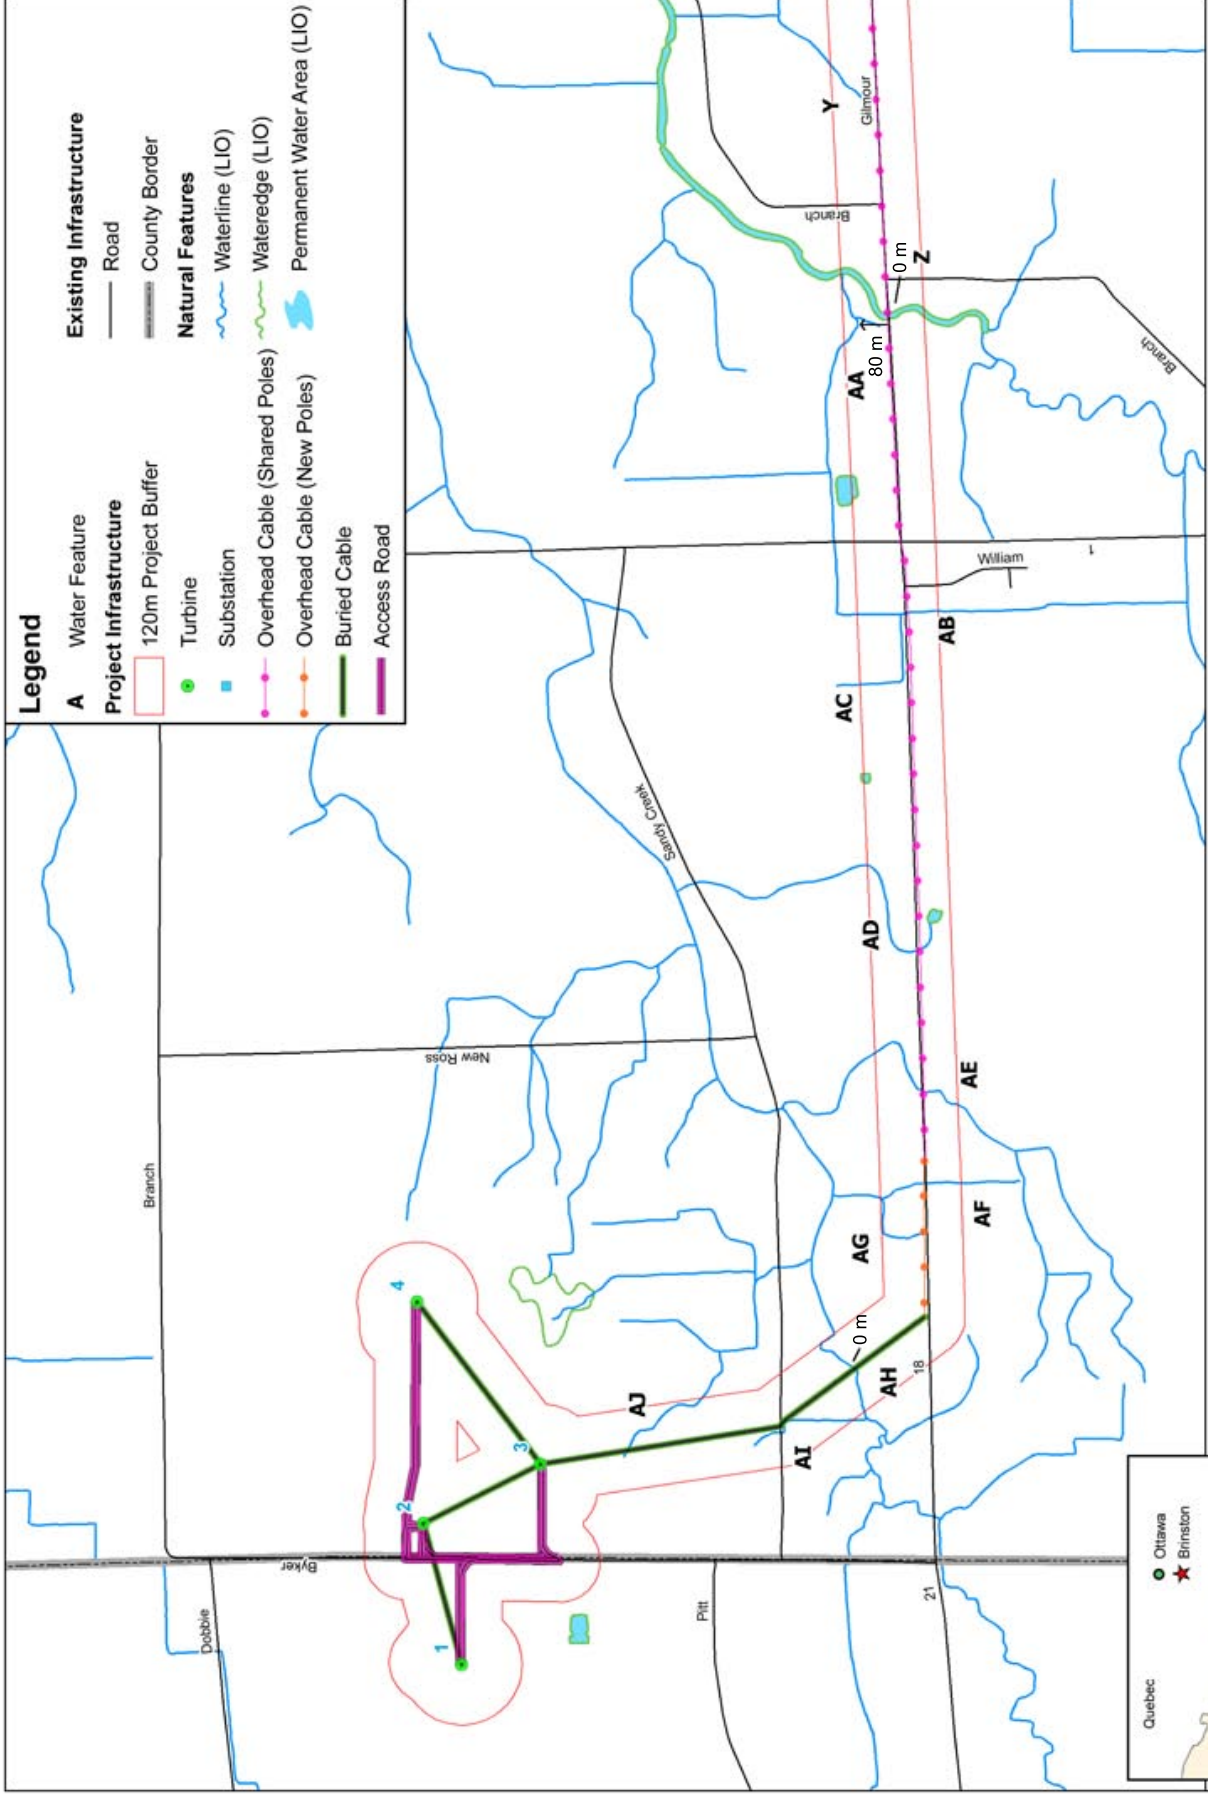 Legend
A Water Feature
Project Infrastructure
120m Project Buffer
Turbine
Substation
Overhead Cable (Shared Poles)
Overhead Cable (New Poles)
Buried Cable
Access Road
Existing Infrastructure
Road
County Border
Natural Features
Waterline (LIO)
Wateredge (LIO)
Permanent Water Area (LIO)
Branch
Byker
Dobbie
Pitt
21
18
New Ross
Sandy Creek
1
2
3
4
AJ
AI
AH
0 m
AG
AF
AE
AD
AC
AB
William
1
AA
80 m
0 m
Z
Y
Gilmour
Branch
Branch
Quebec
Ottawa
Brinston